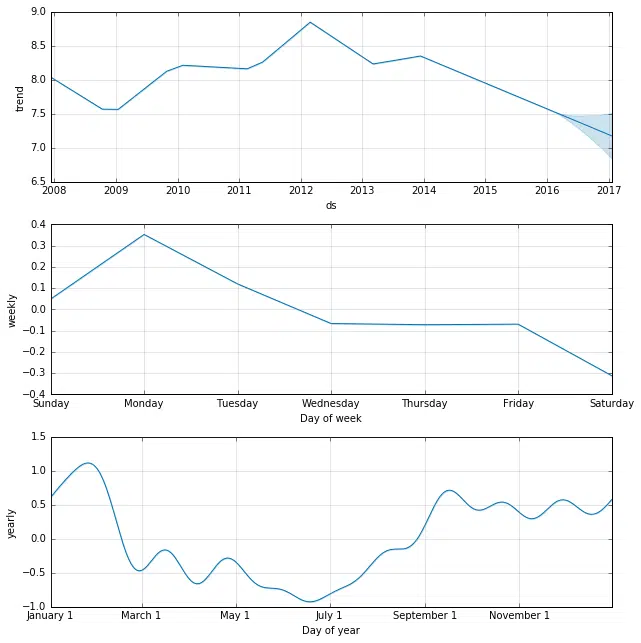 9.0
8.5
8.0
7.5
7.0
6.5
trend
2008 2009 2010 2011 2012 2013 2014 2015 2016 2017
ds
0.4
0.3
0.2
0.1
0.0
−0.1
−0.2
−0.3
−0.4
weekly
Sunday Monday Tuesday Wednesday Thursday Friday Saturday
Day of week
1.5
1.0
0.5
0.0
−0.5
−1.0
yearly
January 1 March 1 May 1 July 1 September 1 November 1
Day of year